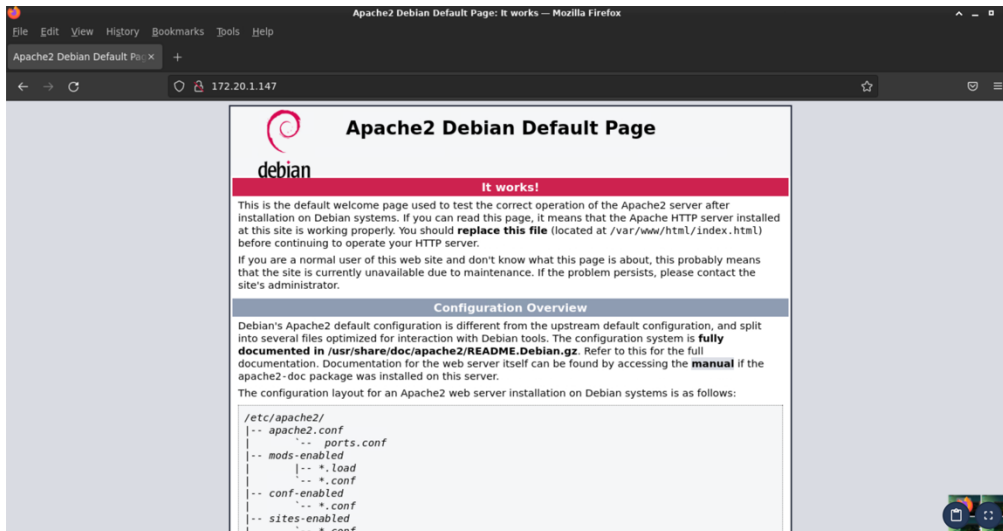 Apache2 Debian Default Page: It works — Mozilla Firefox
File Edit View History Bookmarks Tools Help
Apache2 Debian Default Pag
172.20.1.147
Apache2 Debian Default Page
debian
It works!
This is the default welcome page used to test the correct operation of the Apache2 server after
installation on Debian systems. If you can read this page, it means that the Apache HTTP server installed
at this site is working properly. You should replace this file (located at /var/www/html/index.html)
before continuing to operate your HTTP server.
If you are a normal user of this web site and don't know what this page is about, this probably means
that the site is currently unavailable due to maintenance. If the problem persists, please contact the
site's administrator.
Configuration Overview
Debian's Apache2 default configuration is different from the upstream default configuration, and split
into several files optimized for interaction with Debian tools. The configuration system is fully
documented in /usr/share/doc/apache2/README.Debian.gz. Refer to this for the full
documentation. Documentation for the web server itself can be found by accessing the manual if the
apache2-doc package was installed on this server.
The configuration layout for an Apache2 web server installation on Debian systems is as follows:
/etc/apache2/
|-- apache2.conf
|       `--  ports.conf
|-- mods-enabled
|       |-- *.load
|       `-- *.conf
|-- conf-enabled
|       `-- *.conf
|-- sites-enabled
|       `-- *.conf